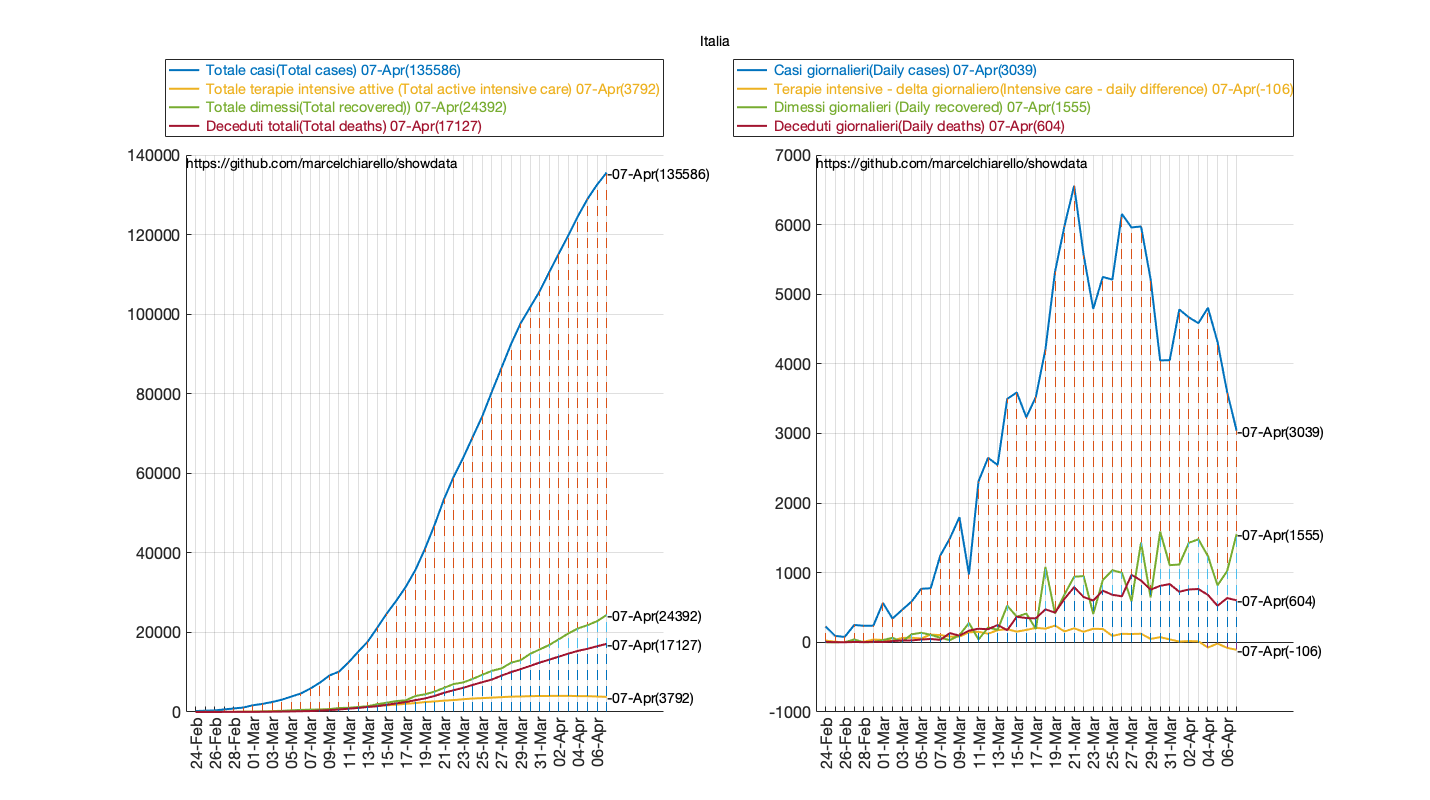 Italia
Totale casi(Total cases) 07-Apr(135586)
Totale terapie intensive attive (Total active intensive care) 07-Apr(3792)
Totale dimessi(Total recovered)) 07-Apr(24392)
Deceduti totali(Total deaths) 07-Apr(17127)
140000
https://github.com/marcelchiarello/showdata
-07-Apr(135586)
120000
100000
80000
60000
40000
20000
-07-Apr(24392)
-07-Apr(17127)
-07-Apr(3792)
0
24-Feb
26-Feb
28-Feb
01-Mar
03-Mar
05-Mar
07-Mar
09-Mar
11-Mar
13-Mar
15-Mar
17-Mar
19-Mar
21-Mar
23-Mar
25-Mar
27-Mar
29-Mar
31-Mar
02-Apr
04-Apr
06-Apr
Casi giornalieri(Daily cases) 07-Apr(3039)
Terapie intensive - delta giornaliero(Intensive care - daily difference) 07-Apr(-106)
Dimessi giornalieri (Daily recovered) 07-Apr(1555)
Deceduti giornalieri(Daily deaths) 07-Apr(604)
7000
https://github.com/marcelchiarello/showdata
6000
5000
4000
3000
-07-Apr(3039)
2000
-07-Apr(1555)
1000
-07-Apr(604)
0
-07-Apr(-106)
-1000
24-Feb
26-Feb
28-Feb
01-Mar
03-Mar
05-Mar
07-Mar
09-Mar
11-Mar
13-Mar
15-Mar
17-Mar
19-Mar
21-Mar
23-Mar
25-Mar
27-Mar
29-Mar
31-Mar
02-Apr
04-Apr
06-Apr